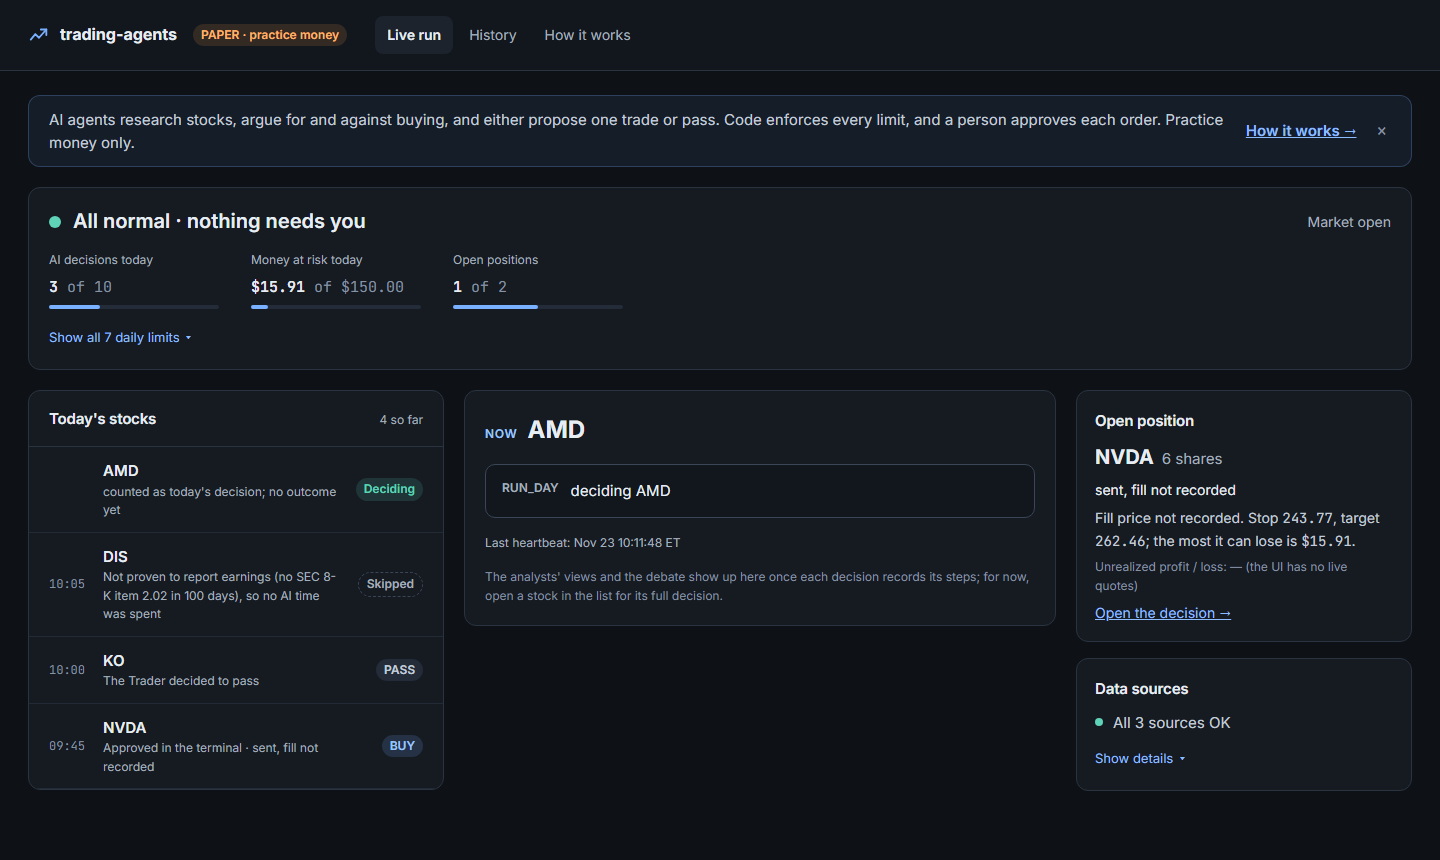 trading-agents
PAPER · practice money
Live run
History
How it works
AI agents research stocks, argue for and against buying, and either propose one trade or pass. Code enforces every limit, and a person approves each order. Practice
money only.
How it works →
×
All normal · nothing needs you
Market open
AI decisions today
3 of 10
Money at risk today
$15.91 of $150.00
Open positions
1 of 2
Show all 7 daily limits
Today's stocks
4 so far
AMD
counted as today's decision; no outcome
yet
Deciding
10:05
DIS
Not proven to report earnings (no SEC 8-
K item 2.02 in 100 days), so no AI time
was spent
Skipped
10:00
KO
The Trader decided to pass
PASS
09:45
NVDA
Approved in the terminal · sent, fill not
recorded
BUY
NOW AMD
RUN_DAY deciding AMD
Last heartbeat: Nov 23 10:11:48 ET
The analysts' views and the debate show up here once each decision records its steps; for now,
open a stock in the list for its full decision.
Open position
NVDA 6 shares
sent, fill not recorded
Fill price not recorded. Stop 243.77, target
262.46; the most it can lose is $15.91.
Unrealized profit / loss: — (the UI has no live
quotes)
Open the decision →
Data sources
All 3 sources OK
Show details